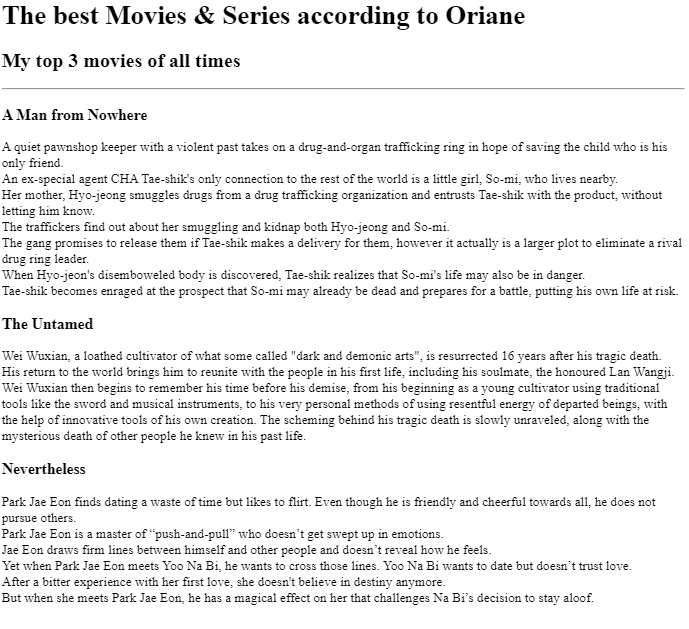 The best Movies & Series according to Oriane
My top 3 movies of all times
A Man from Nowhere
A quiet pawnshop keeper with a violent past takes on a drug-and-organ trafficking ring in hope of saving the child who is his
only friend.
An ex-special agent CHA Tae-shik's only connection to the rest of the world is a little girl, So-mi, who lives nearby.
Her mother, Hyo-jeong smuggles drugs from a drug trafficking organization and entrusts Tae-shik with the product, without
letting him know.
The traffickers find out about her smuggling and kidnap both Hyo-jeong and So-mi.
The gang promises to release them if Tae-shik makes a delivery for them, however it actually is a larger plot to eliminate a rival
drug ring leader.
When Hyo-jeon's disemboweled body is discovered, Tae-shik realizes that So-mi's life may also be in danger.
Tae-shik becomes enraged at the prospect that So-mi may already be dead and prepares for a battle, putting his own life at risk.
The Untamed
Wei Wuxian, a loathed cultivator of what some called "dark and demonic arts", is resurrected 16 years after his tragic death.
His return to the world brings him to reunite with the people in his first life, including his soulmate, the honoured Lan Wangji.
Wei Wuxian then begins to remember his time before his demise, from his beginning as a young cultivator using traditional
tools like the sword and musical instruments, to his very personal methods of using resentful energy of departed beings, with
the help of innovative tools of his own creation. The scheming behind his tragic death is slowly unraveled, along with the
mysterious death of other people he knew in his past life.
Nevertheless
Park Jae Eon finds dating a waste of time but likes to flirt. Even though he is friendly and cheerful towards all, he does not
pursue others.
Park Jae Eon is a master of “push-and-pull” who doesn’t get swept up in emotions.
Jae Eon draws firm lines between himself and other people and doesn’t reveal how he feels.
Yet when Park Jae Eon meets Yoo Na Bi, he wants to cross those lines. Yoo Na Bi wants to date but doesn’t trust love.
After a bitter experience with her first love, she doesn't believe in destiny anymore.
But when she meets Park Jae Eon, he has a magical effect on her that challenges Na Bi’s decision to stay aloof.